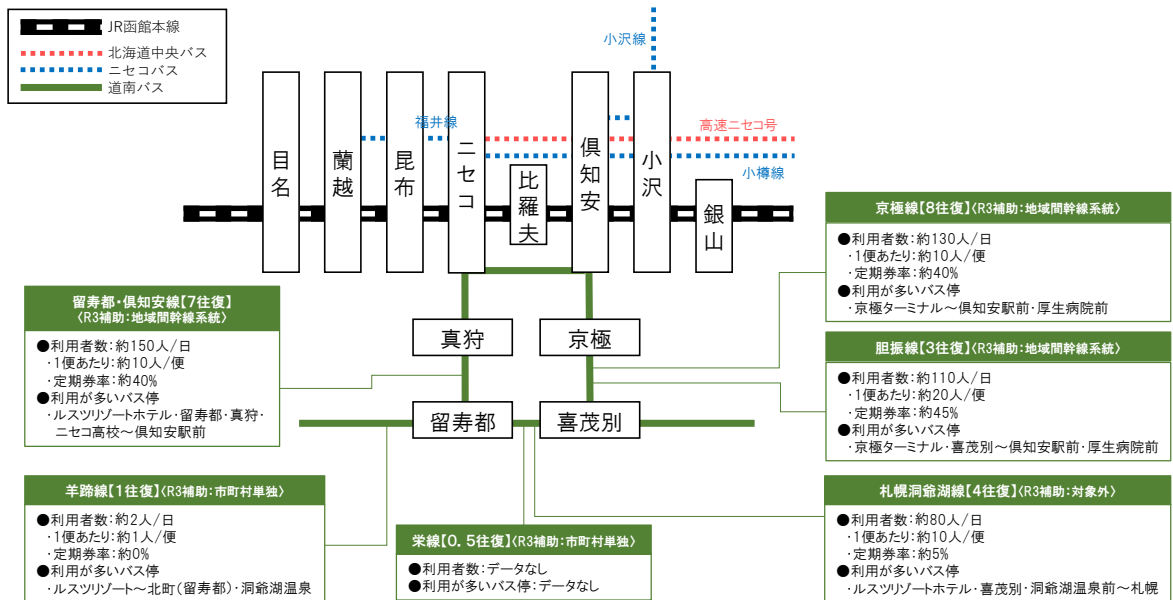 JR函館本線
北海道中央バス
ニセコバス
道南バス
小沢線
福井線
高速ニセコ号
小樽線
目名
蘭越
昆布
ニセコ
比羅夫
倶知安
小沢
銀山
真狩
京極
留寿都
喜茂別
留寿都・倶知安線【7往復】
〈R3補助:地域間幹線系統〉
●利用者数:約150人/日
・1便あたり:約10人/便
・定期券率:約40%
●利用が多いバス停
・ルスツリゾートホテル・留寿都・真狩・
ニセコ高校～倶知安駅前
京極線【8往復】〈R3補助:地域間幹線系統〉
●利用者数:約130人/日
・1便あたり:約10人/便
・定期券率:約40%
●利用が多いバス停
・京極ターミナル～倶知安駅前・厚生病院前
胆振線【3往復】〈R3補助:地域間幹線系統〉
●利用者数:約110人/日
・1便あたり:約20人/便
・定期券率:約45%
●利用が多いバス停
・京極ターミナル・喜茂別～倶知安駅前・厚生病院前
羊蹄線【1往復】〈R3補助:市町村単独〉
●利用者数:約2人/日
・1便あたり:約1人/便
・定期券率:約0%
●利用が多いバス停
・ルスツリゾート～北町(留寿都)・洞爺湖温泉
栄線【0.5往復】〈R3補助:市町村単独〉
●利用者数:データなし
●利用が多いバス停:データなし
札幌洞爺湖線【4往復】〈R3補助:対象外〉
●利用者数:約80人/日
・1便あたり:約10人/便
・定期券率:約5%
●利用が多いバス停
・ルスツリゾートホテル・喜茂別・洞爺湖温泉前～札幌